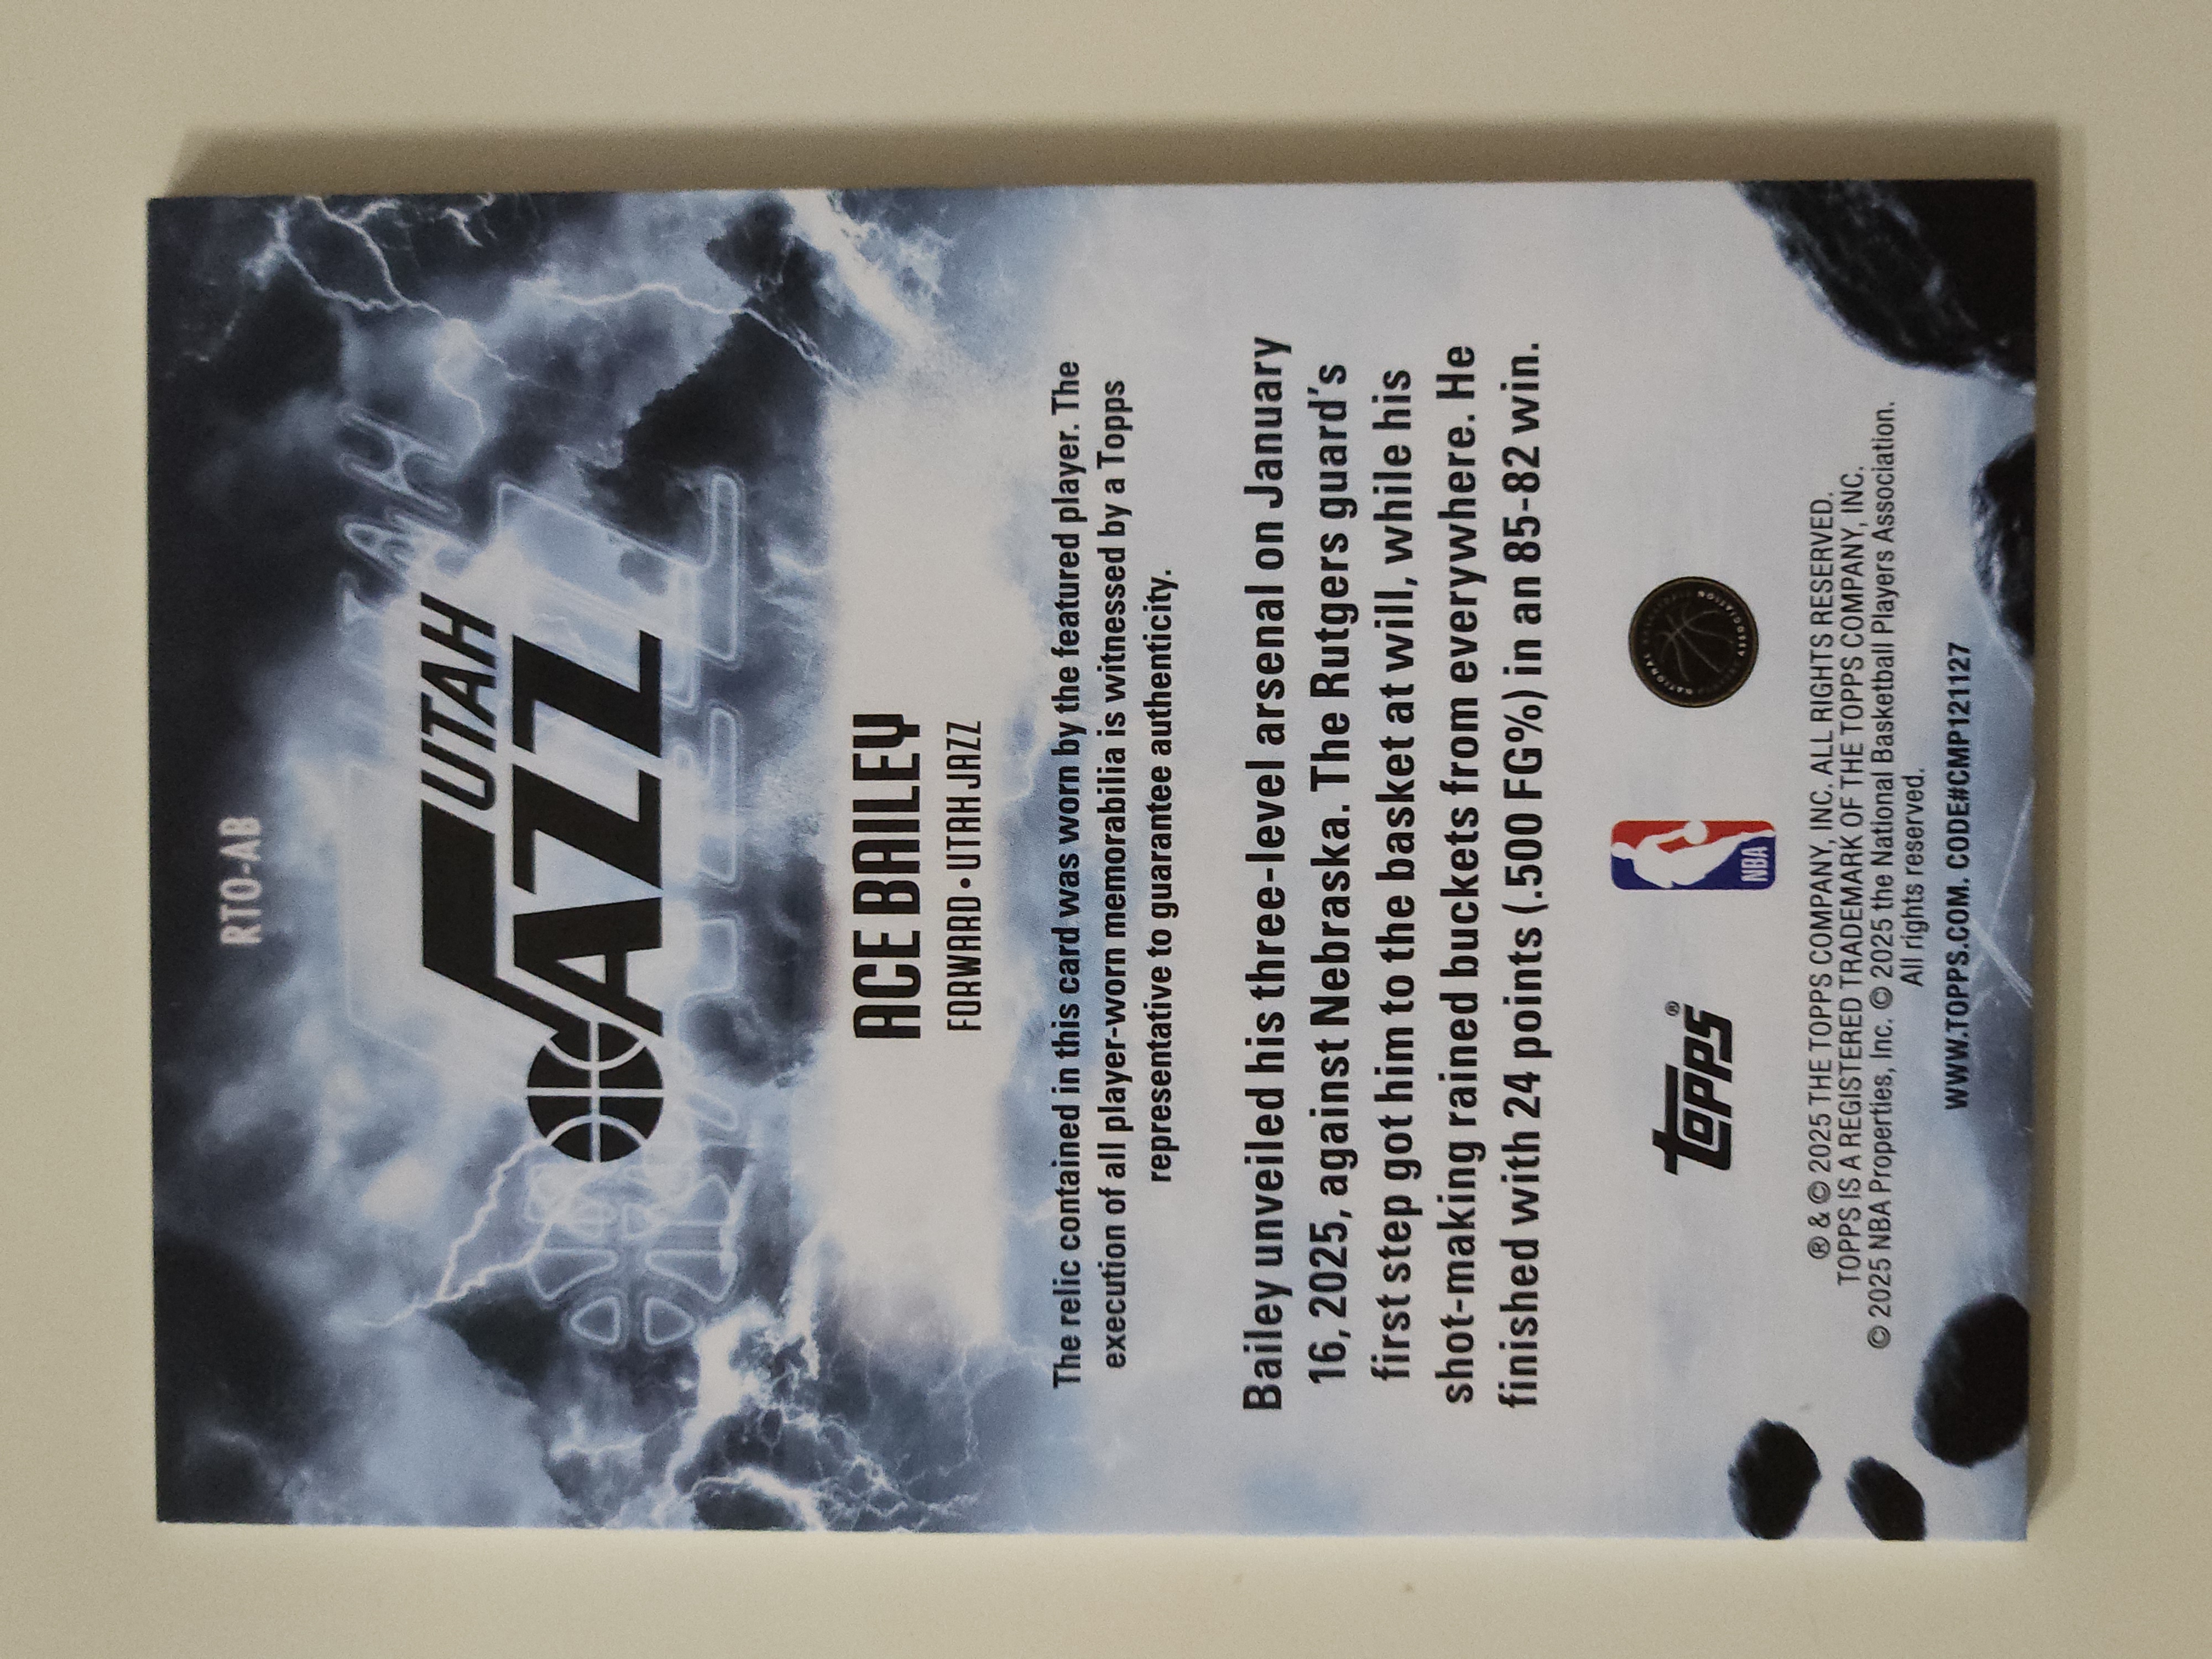 RTO-AB
UTAH
JAZZ
ACE BAILEY
FORWARD • UTAH JAZZ
The relic contained in this card was worn by the featured player. The
execution of all player-worn memorabilia is witnessed by a Topps
representative to guarantee authenticity.
Bailey unveiled his three-level arsenal on January
16, 2025, against Nebraska. The Rutgers guard's
first step got him to the basket at will, while his
shot-making rained buckets from everywhere. He
finished with 24 points (.500 FG%) in an 85-82 win.
topps®
NBA
NATIONAL BASKETBALL ASSOCIATION
® & © 2025 THE TOPPS COMPANY, INC. ALL RIGHTS RESERVED.
TOPPS IS A REGISTERED TRADEMARK OF THE TOPPS COMPANY, INC.
© 2025 NBA Properties, Inc. © 2025 the National Basketball Players Association.
All rights reserved.
WWW.TOPPS.COM. CODE#CMP121127